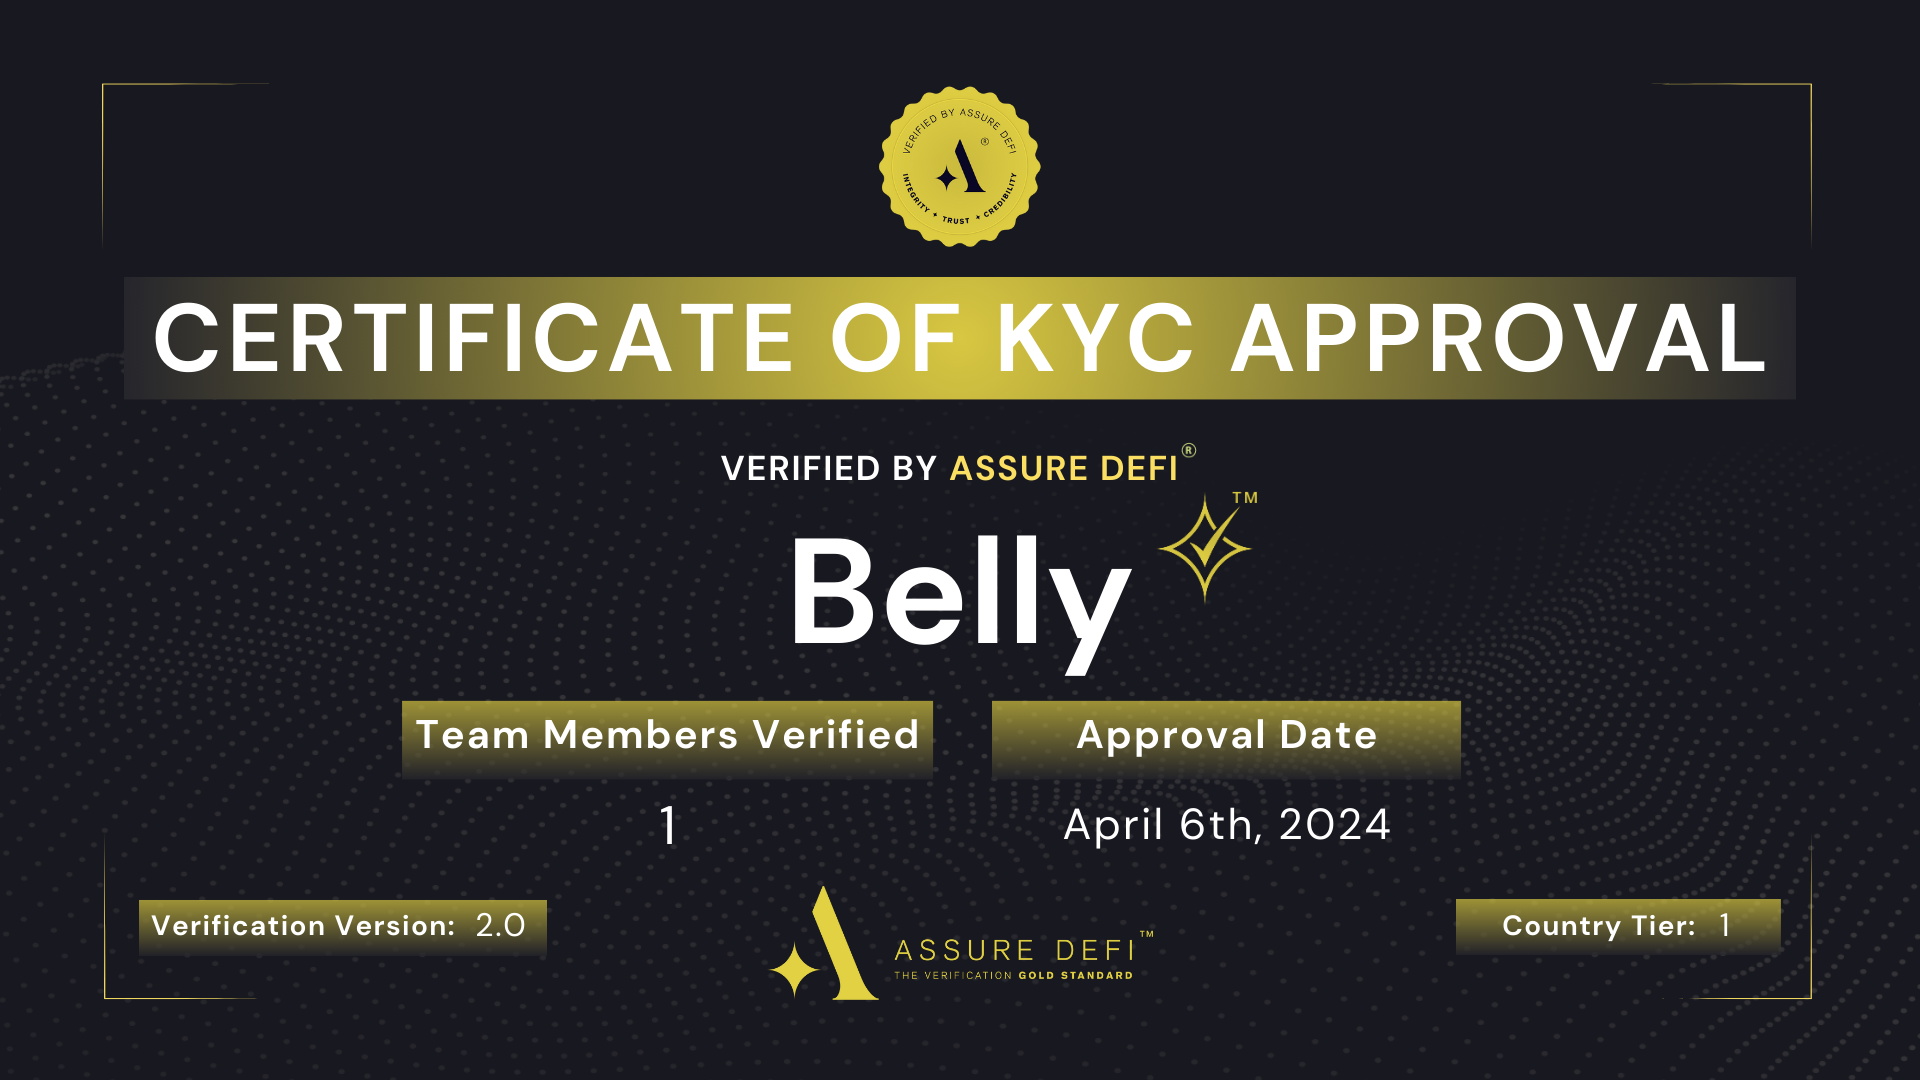 VERIFIED BY ASSURE DEFI
®
INTEGRITY ✦ TRUST ✦ CREDIBILITY
CERTIFICATE OF KYC APPROVAL
VERIFIED BY ASSURE DEFI®
Belly TM
Team Members Verified
1
Approval Date
April 6th, 2024
Verification Version: 2.0
ASSURE DEFI TM
THE VERIFICATION GOLD STANDARD
Country Tier: 1